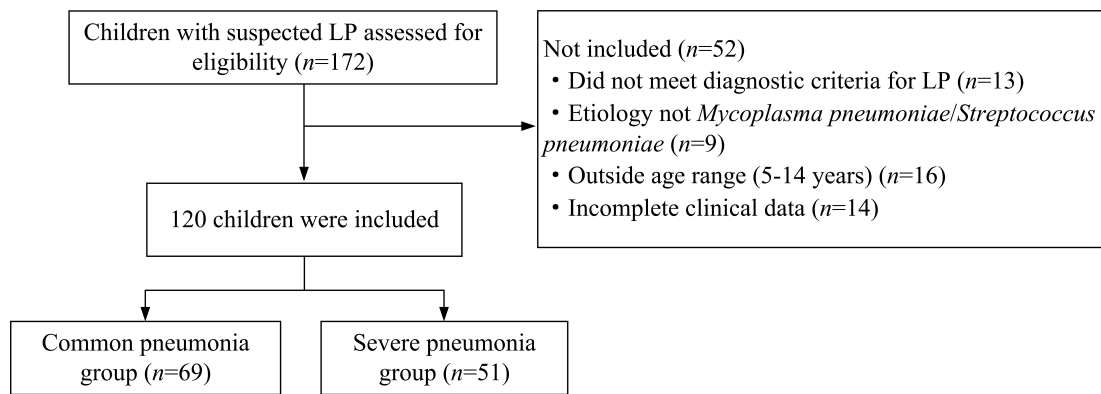 Children with suspected LP assessed for
eligibility (n=172)
Not included (n=52)
• Did not meet diagnostic criteria for LP (n=13)
• Etiology not Mycoplasma pneumoniae/Streptococcus
pneumoniae (n=9)
• Outside age range (5-14 years) (n=16)
• Incomplete clinical data (n=14)
120 children were included
Common pneumonia
group (n=69)
Severe pneumonia
group (n=51)